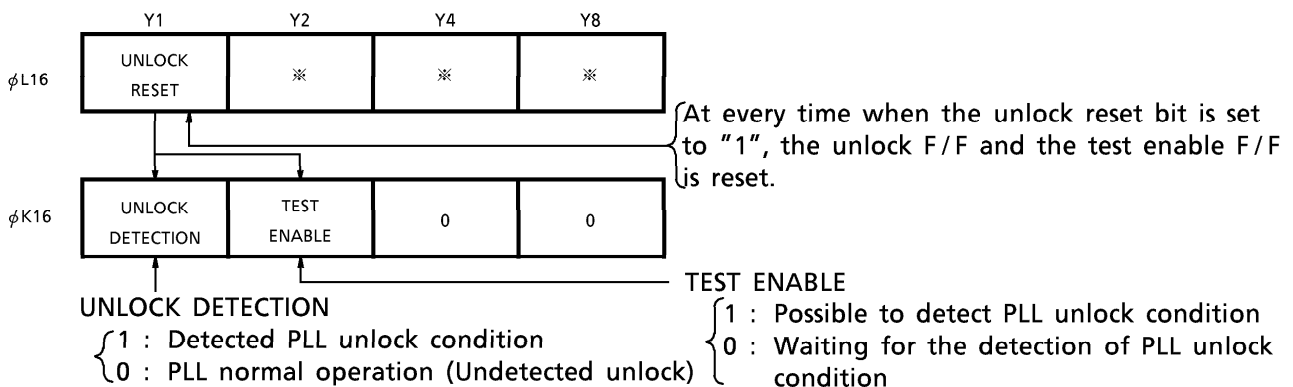 Y1 Y2 Y4 Y8
φL16
UNLOCK
RESET
※ ※ ※
At every time when the unlock reset bit is set
to "1", the unlock F/F and the test enable F/F
is reset.
φK16
UNLOCK
DETECTION
TEST
ENABLE
0 0
UNLOCK DETECTION
1 : Detected PLL unlock condition
0 : PLL normal operation (Undetected unlock)
TEST ENABLE
1 : Possible to detect PLL unlock condition
0 : Waiting for the detection of PLL unlock
condition